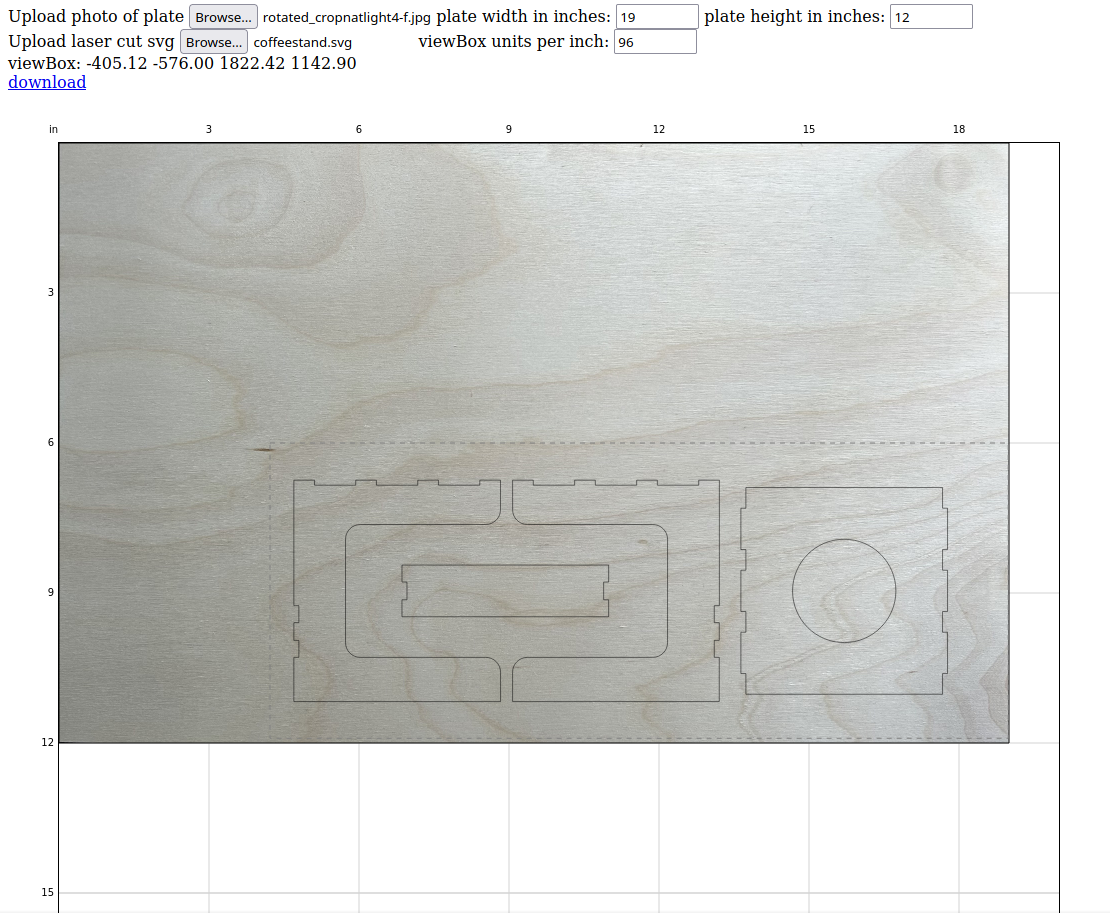 Upload photo of plate Browse... rotated_cropnatlight4-f.jpg plate width in inches: 19 plate height in inches: 12
Upload laser cut svg Browse... coffeestand.svg viewBox units per inch: 96
viewBox: -405.12 -576.00 1822.42 1142.90
download
in 3 6 9 12 15 18
3
6
9
12
15